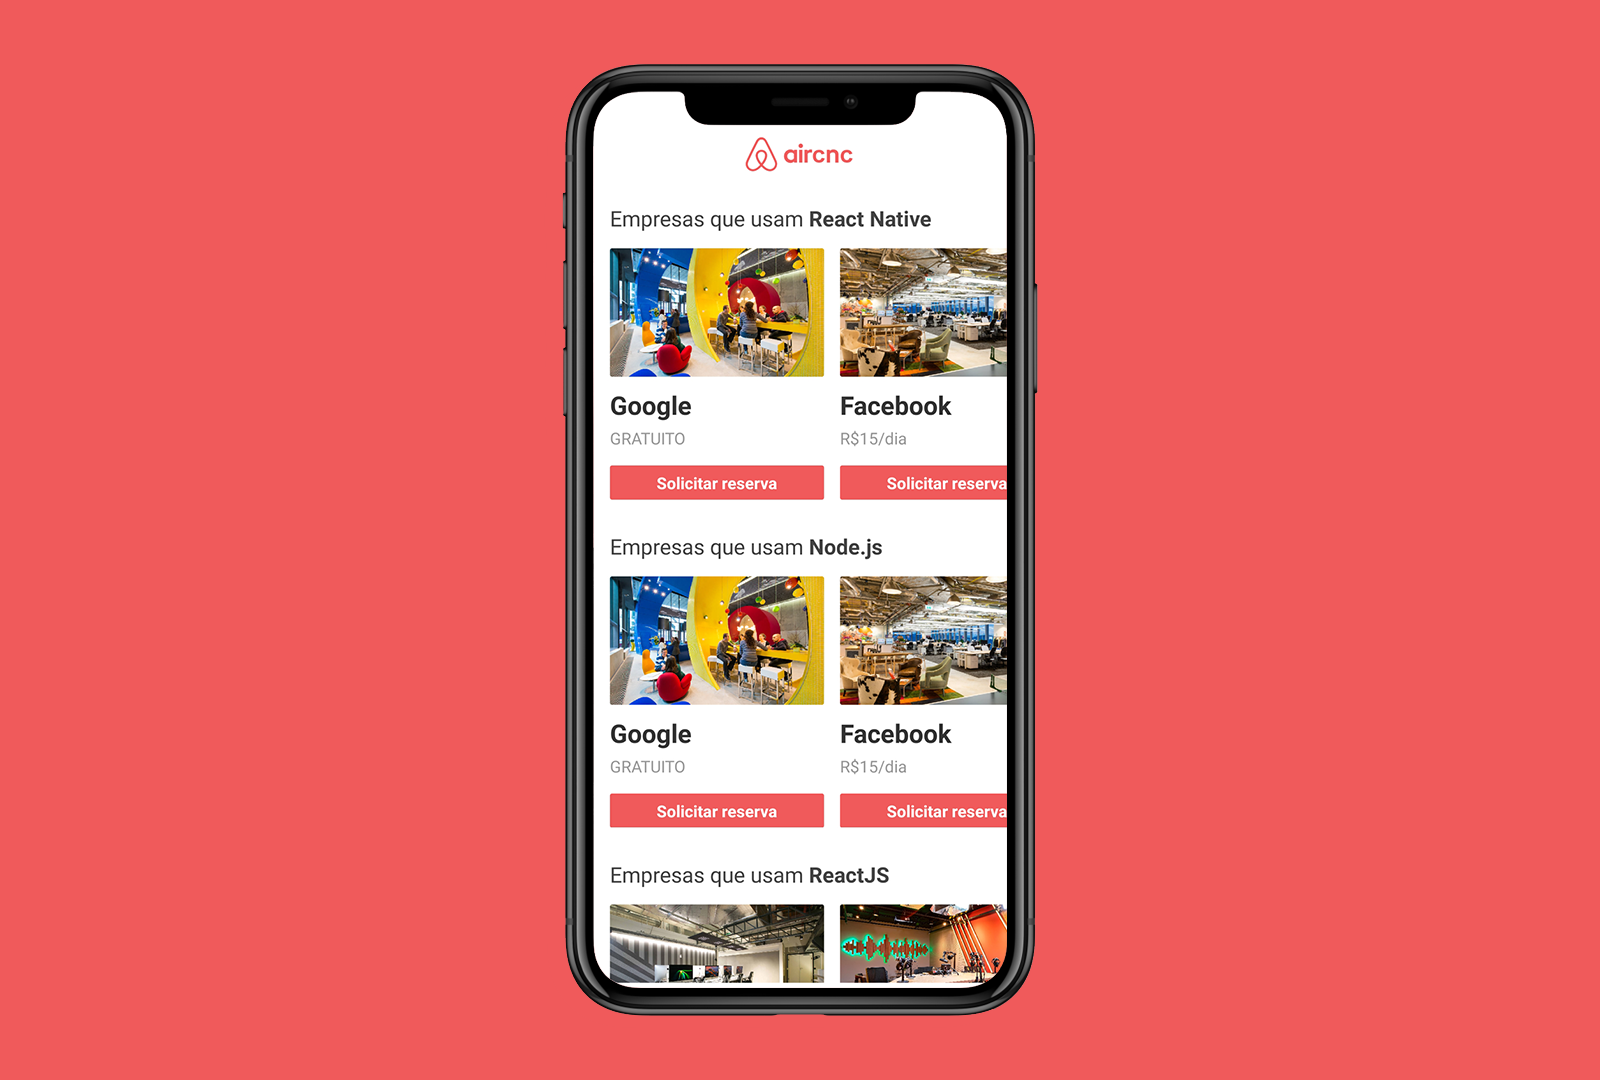 aircnc
Empresas que usam React Native
Google
GRATUITO
Solicitar reserva
Facebook
R$15/dia
Solicitar reserva
Empresas que usam Node.js
Google
GRATUITO
Solicitar reserva
Facebook
R$15/dia
Solicitar reserva
Empresas que usam ReactJS